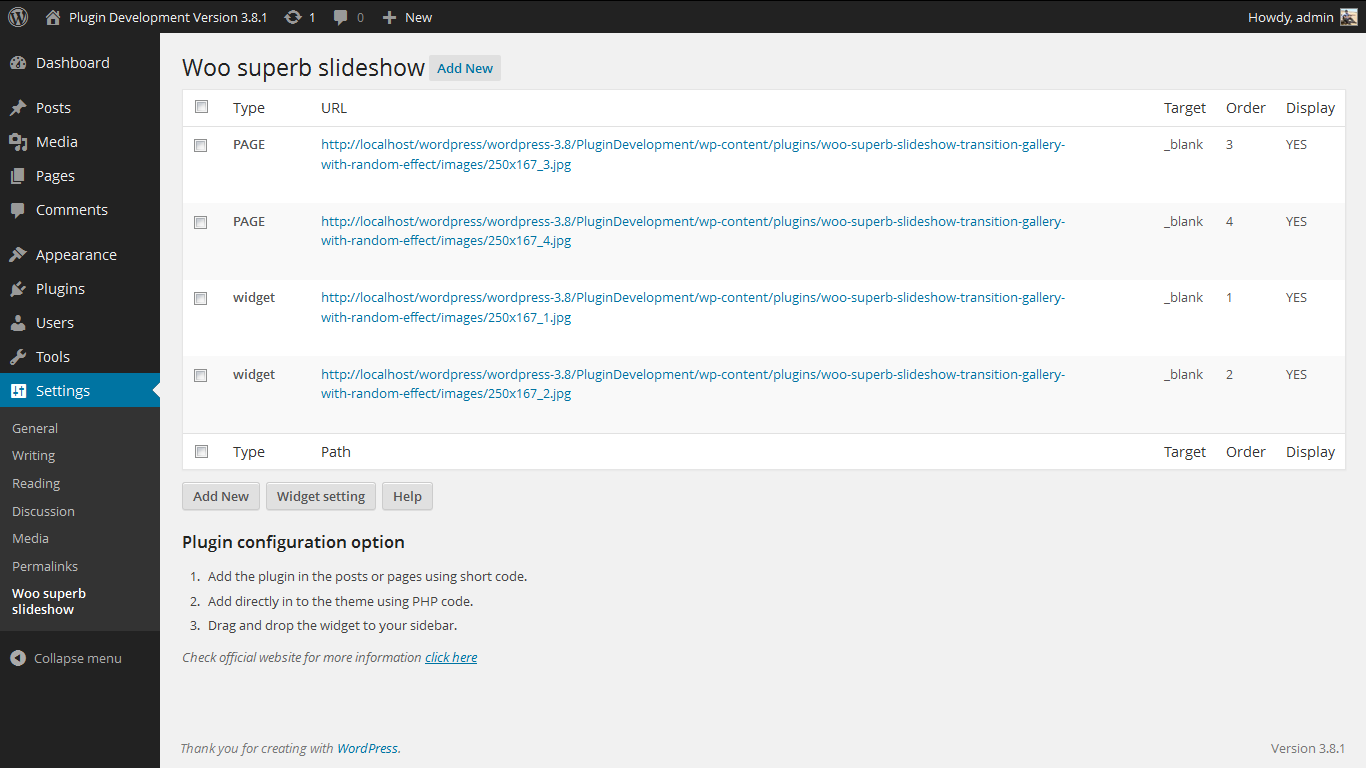 Plugin Development Version 3.8.1 1 0 New Howdy, admin
Dashboard
Posts
Media
Pages
Comments
Appearance
Plugins
Users
Tools
Settings
General
Writing
Reading
Discussion
Media
Permalinks
Woo superb
slideshow
Collapse menu
Woo superb slideshow Add New
Type URL Target Order Display
PAGE http://localhost/wordpress/wordpress-3.8/PluginDevelopment/wp-content/plugins/woo-superb-slideshow-transition-gallery- _blank 3 YES
with-random-effect/images/250x167_3.jpg
PAGE http://localhost/wordpress/wordpress-3.8/PluginDevelopment/wp-content/plugins/woo-superb-slideshow-transition-gallery- _blank 4 YES
with-random-effect/images/250x167_4.jpg
widget http://localhost/wordpress/wordpress-3.8/PluginDevelopment/wp-content/plugins/woo-superb-slideshow-transition-gallery- _blank 1 YES
with-random-effect/images/250x167_1.jpg
widget http://localhost/wordpress/wordpress-3.8/PluginDevelopment/wp-content/plugins/woo-superb-slideshow-transition-gallery- _blank 2 YES
with-random-effect/images/250x167_2.jpg
Type Path Target Order Display
Add New Widget setting Help
Plugin configuration option
1. Add the plugin in the posts or pages using short code.
2. Add directly in to the theme using PHP code.
3. Drag and drop the widget to your sidebar.
Check official website for more information click here
Thank you for creating with WordPress. Version 3.8.1